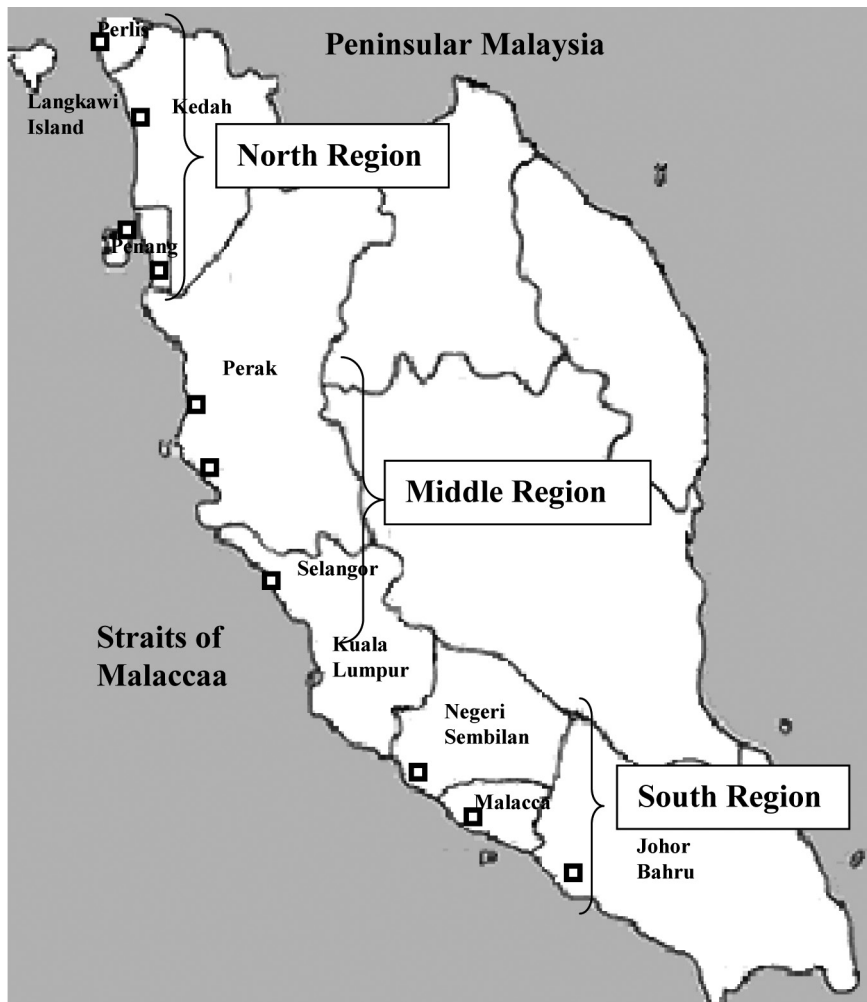 Perlis
Peninsular Malaysia
Langkawi
Island
Kedah
North Region
Penang
Perak
Middle Region
Selangor
Straits of
Malaccaa
Kuala
Lumpur
Negeri
Sembilan
Malacca
South Region
Johor
Bahru